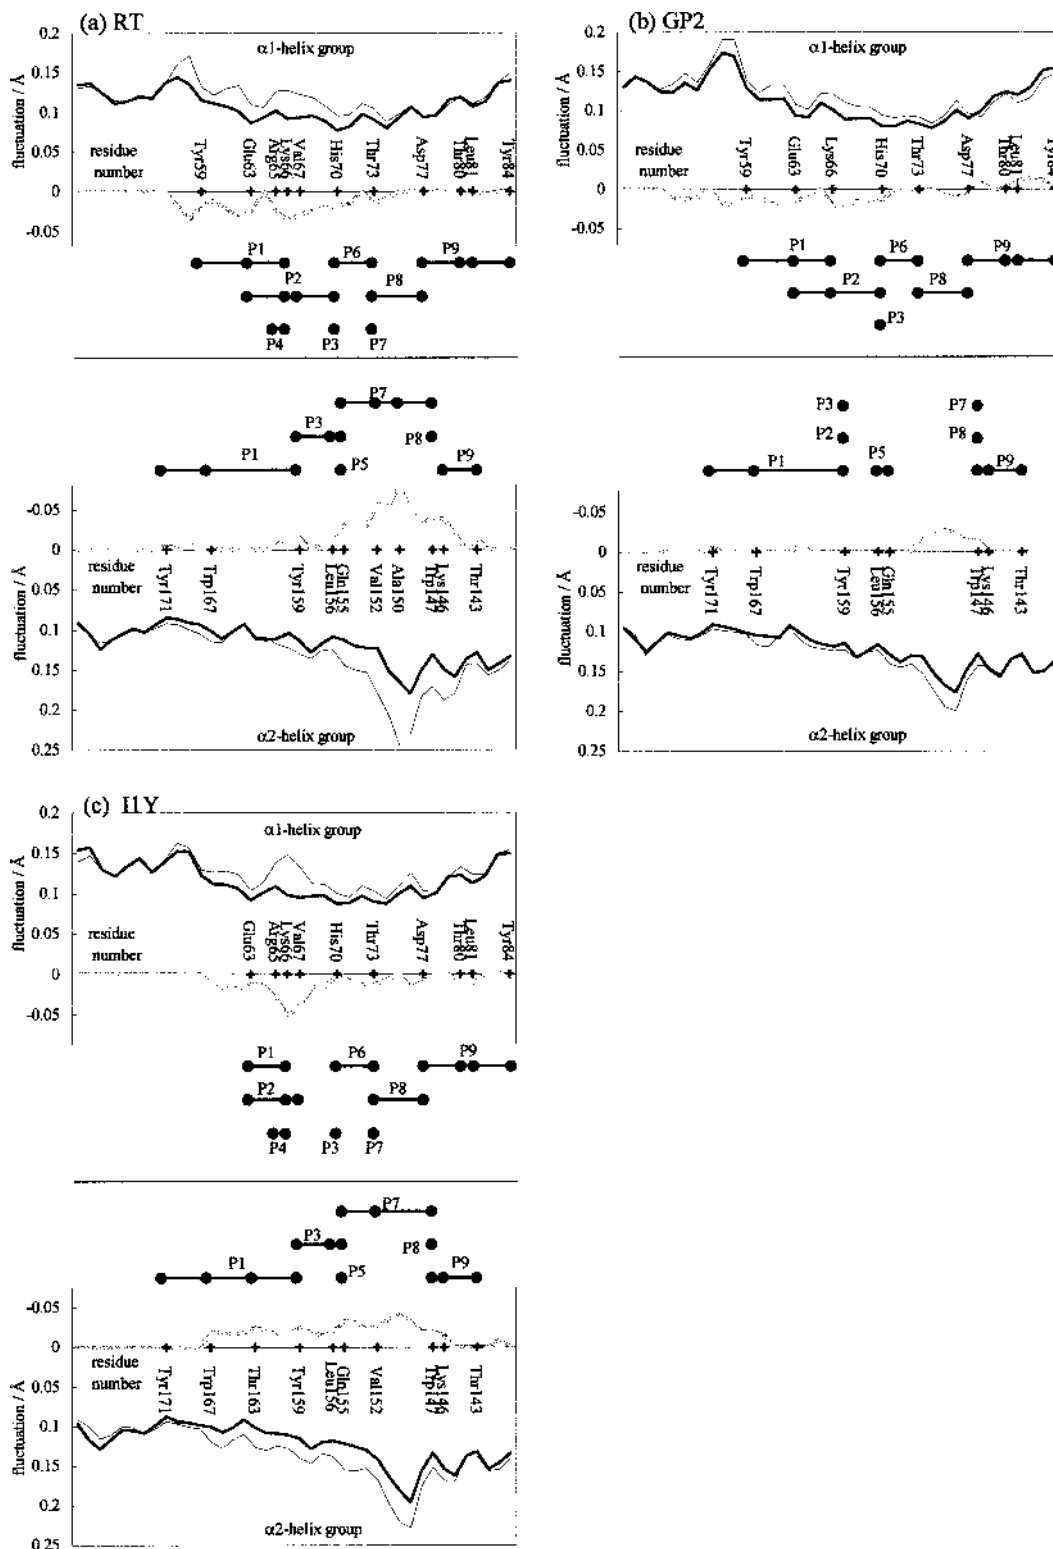 (a) RT
α1-helix group
fluctuation / Å
0.2
0.15
0.1
0.05
0
-0.05
residue
number
Tyr59
Glu63
Arg65
Lys66
Val67
His70
Thr73
Asp77
Thr80
Leu81
Tyr84
P1
P6
P9
P2
P8
P4
P3
P7
P7
P3
P8
P1
P5
P9
-0.05
0
0.05
0.1
0.15
0.2
0.25
residue
number
fluctuation / Å
Tyr171
Trp167
Tyr159
Leu156
Gln155
Val152
Ala150
Trp147
Lys146
Thr143
α2-helix group
(b) GP2
α1-helix group
fluctuation / Å
0.2
0.15
0.1
0.05
0
-0.05
residue
number
Tyr59
Glu63
Lys66
His70
Thr73
Asp77
Thr80
Leu81
Tyr84
P1
P6
P9
P2
P8
P3
P3
P7
P2
P8
P1
P5
P9
-0.05
0
0.05
0.1
0.15
0.2
0.25
residue
number
fluctuation / Å
Tyr171
Trp167
Tyr159
Leu156
Gln155
Trp147
Lys146
Thr143
α2-helix group
(c) I1Y
α1-helix group
fluctuation / Å
0.2
0.15
0.1
0.05
0
-0.05
residue
number
Glu63
Arg65
Lys66
Val67
His70
Thr73
Asp77
Thr80
Leu81
Tyr84
P1
P6
P9
P2
P8
P4
P3
P7
P7
P3
P8
P1
P5
P9
-0.05
0
0.05
0.1
0.15
0.2
0.25
residue
number
fluctuation / Å
Tyr171
Trp167
Thr163
Tyr159
Leu156
Gln155
Val152
Trp147
Lys146
Thr143
α2-helix group